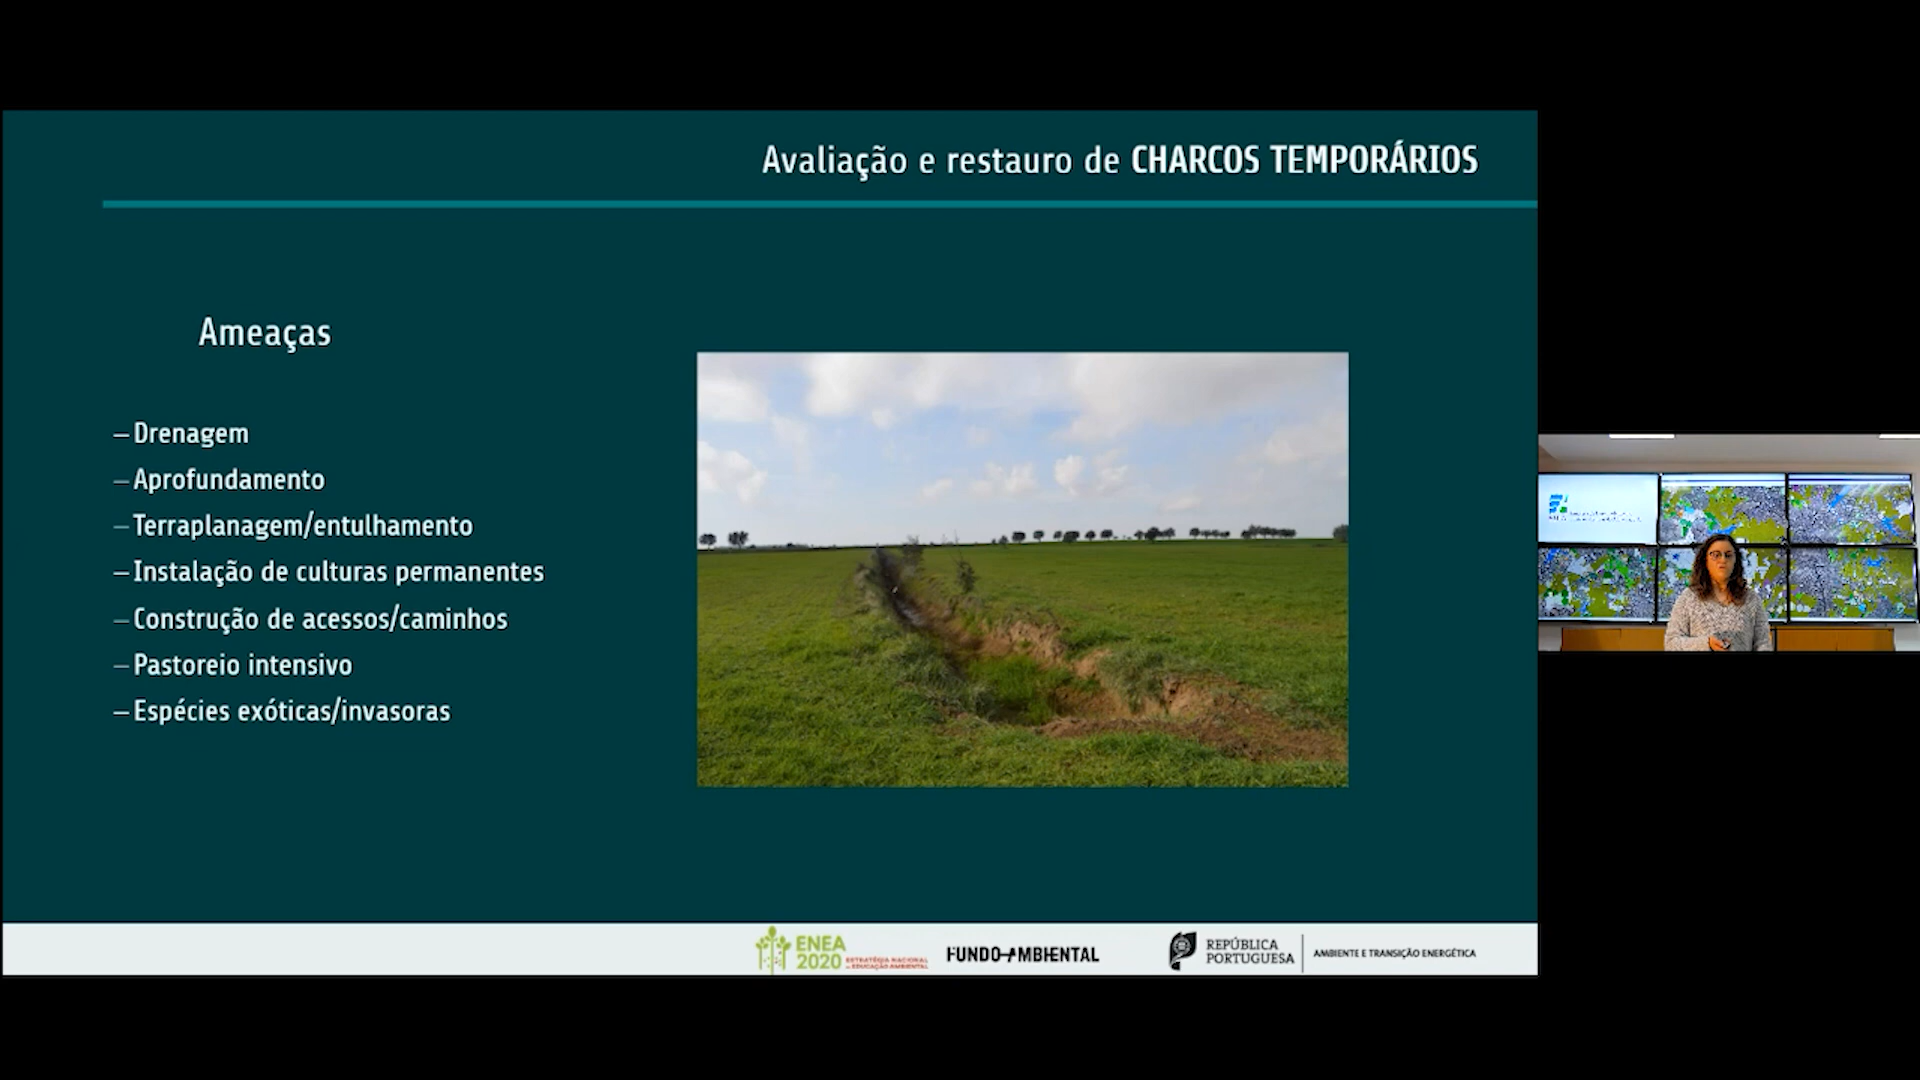 Avaliação e restauro de CHARCOS TEMPORÁRIOS
Ameaças
– Drenagem
– Aprofundamento
– Terraplanagem/entulhamento
– Instalação de culturas permanentes
– Construção de acessos/caminhos
– Pastoreio intensivo
– Espécies exóticas/invasoras
ENEA
2020
ESTRATÉGIA NACIONAL
DE EDUCAÇÃO AMBIENTAL
FUNDO AMBIENTAL
REPÚBLICA
PORTUGUESA
AMBIENTE E TRANSIÇÃO ENERGÉTICA